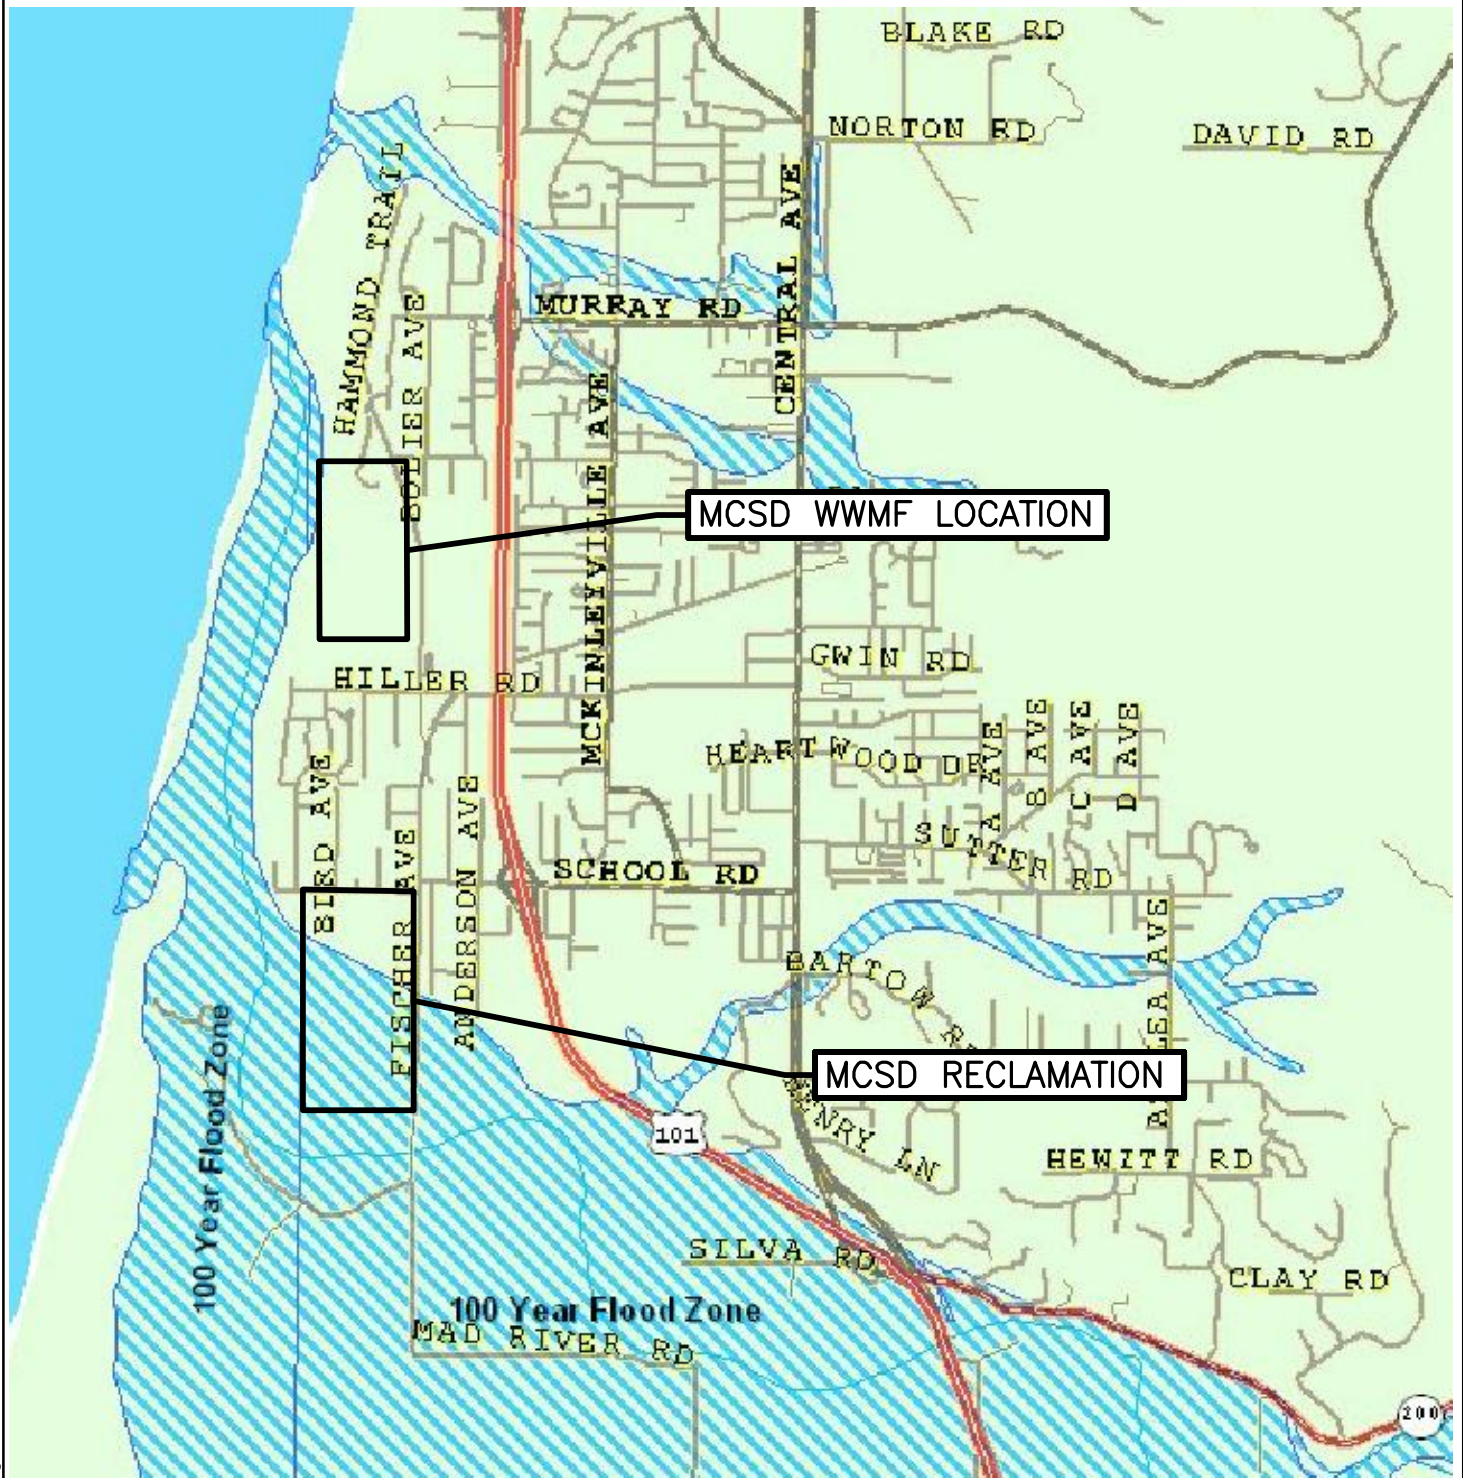 BLAKE RD
NORTON RD
DAVID RD
HAMMOND TRAIL
CENTRAL AVE
MURRAY RD
BOLIER AVE
MCKINLEYVILLE AVE
MCSD WWMF LOCATION
GWIN RD
HILLER RD
HEARTWOOD DR
A AVE
B AVE
C AVE
D AVE
BIRD AVE
FISCHER AVE
ANDERSON AVE
SUTTER RD
SCHOOL RD
BARTON
AVE
MCSD RECLAMATION
101
HEWITT RD
100 Year Flood Zone
SILVA RD
CLAY RD
100 Year Flood Zone
MAD RIVER RD
200